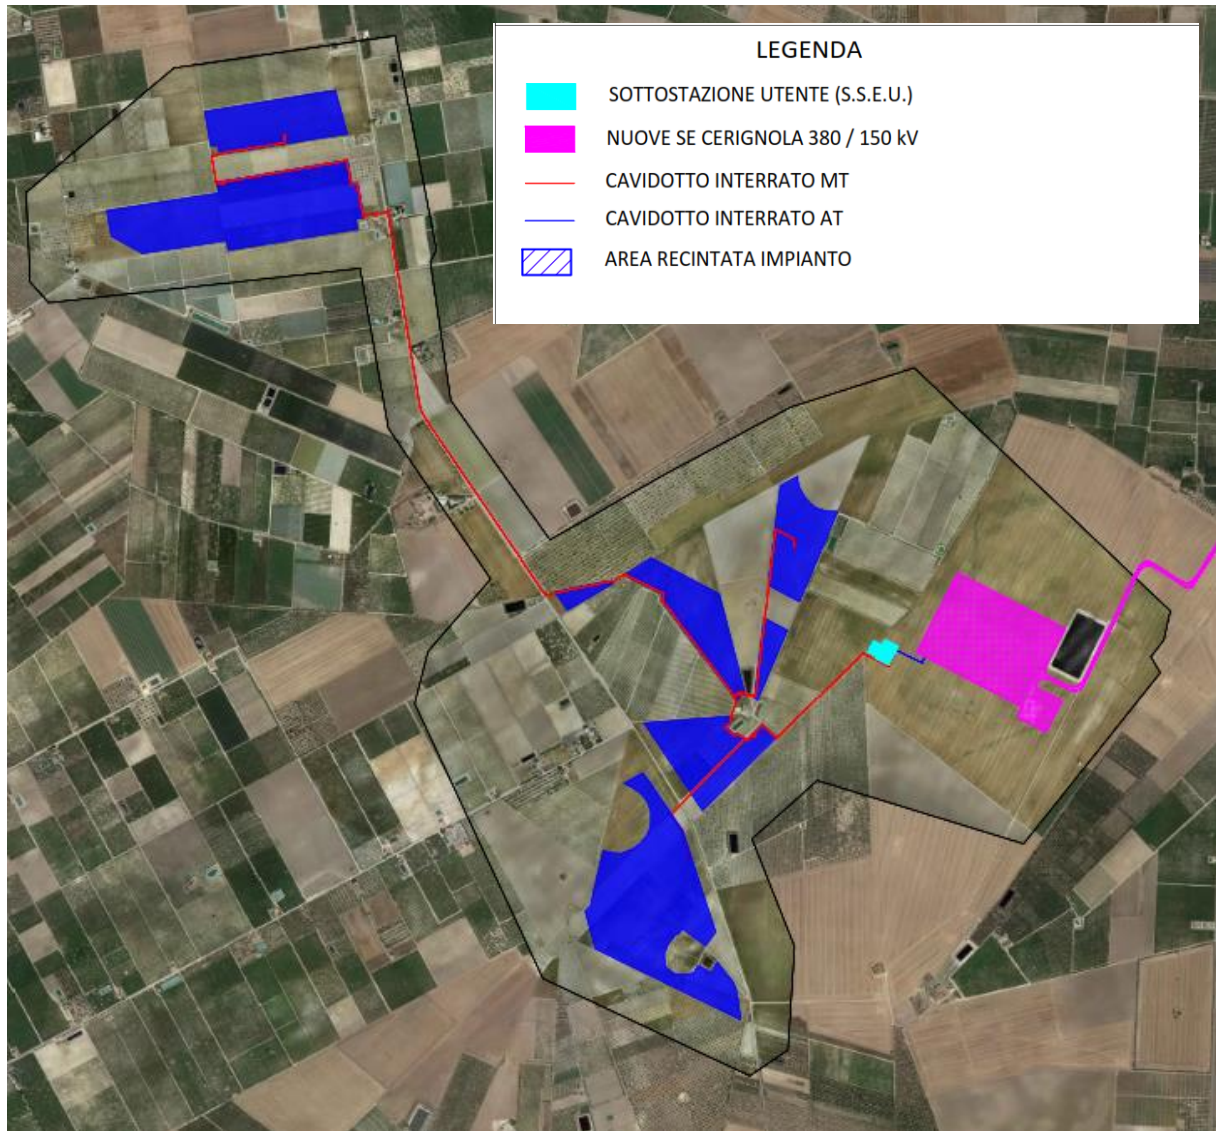 LEGENDA
SOTTOSTAZIONE UTENTE (S.S.E.U.)
NUOVE SE CERIGNOLA 380 / 150 kV
CAVIDOTTO INTERRATO MT
CAVIDOTTO INTERRATO AT
AREA RECINTATA IMPIANTO